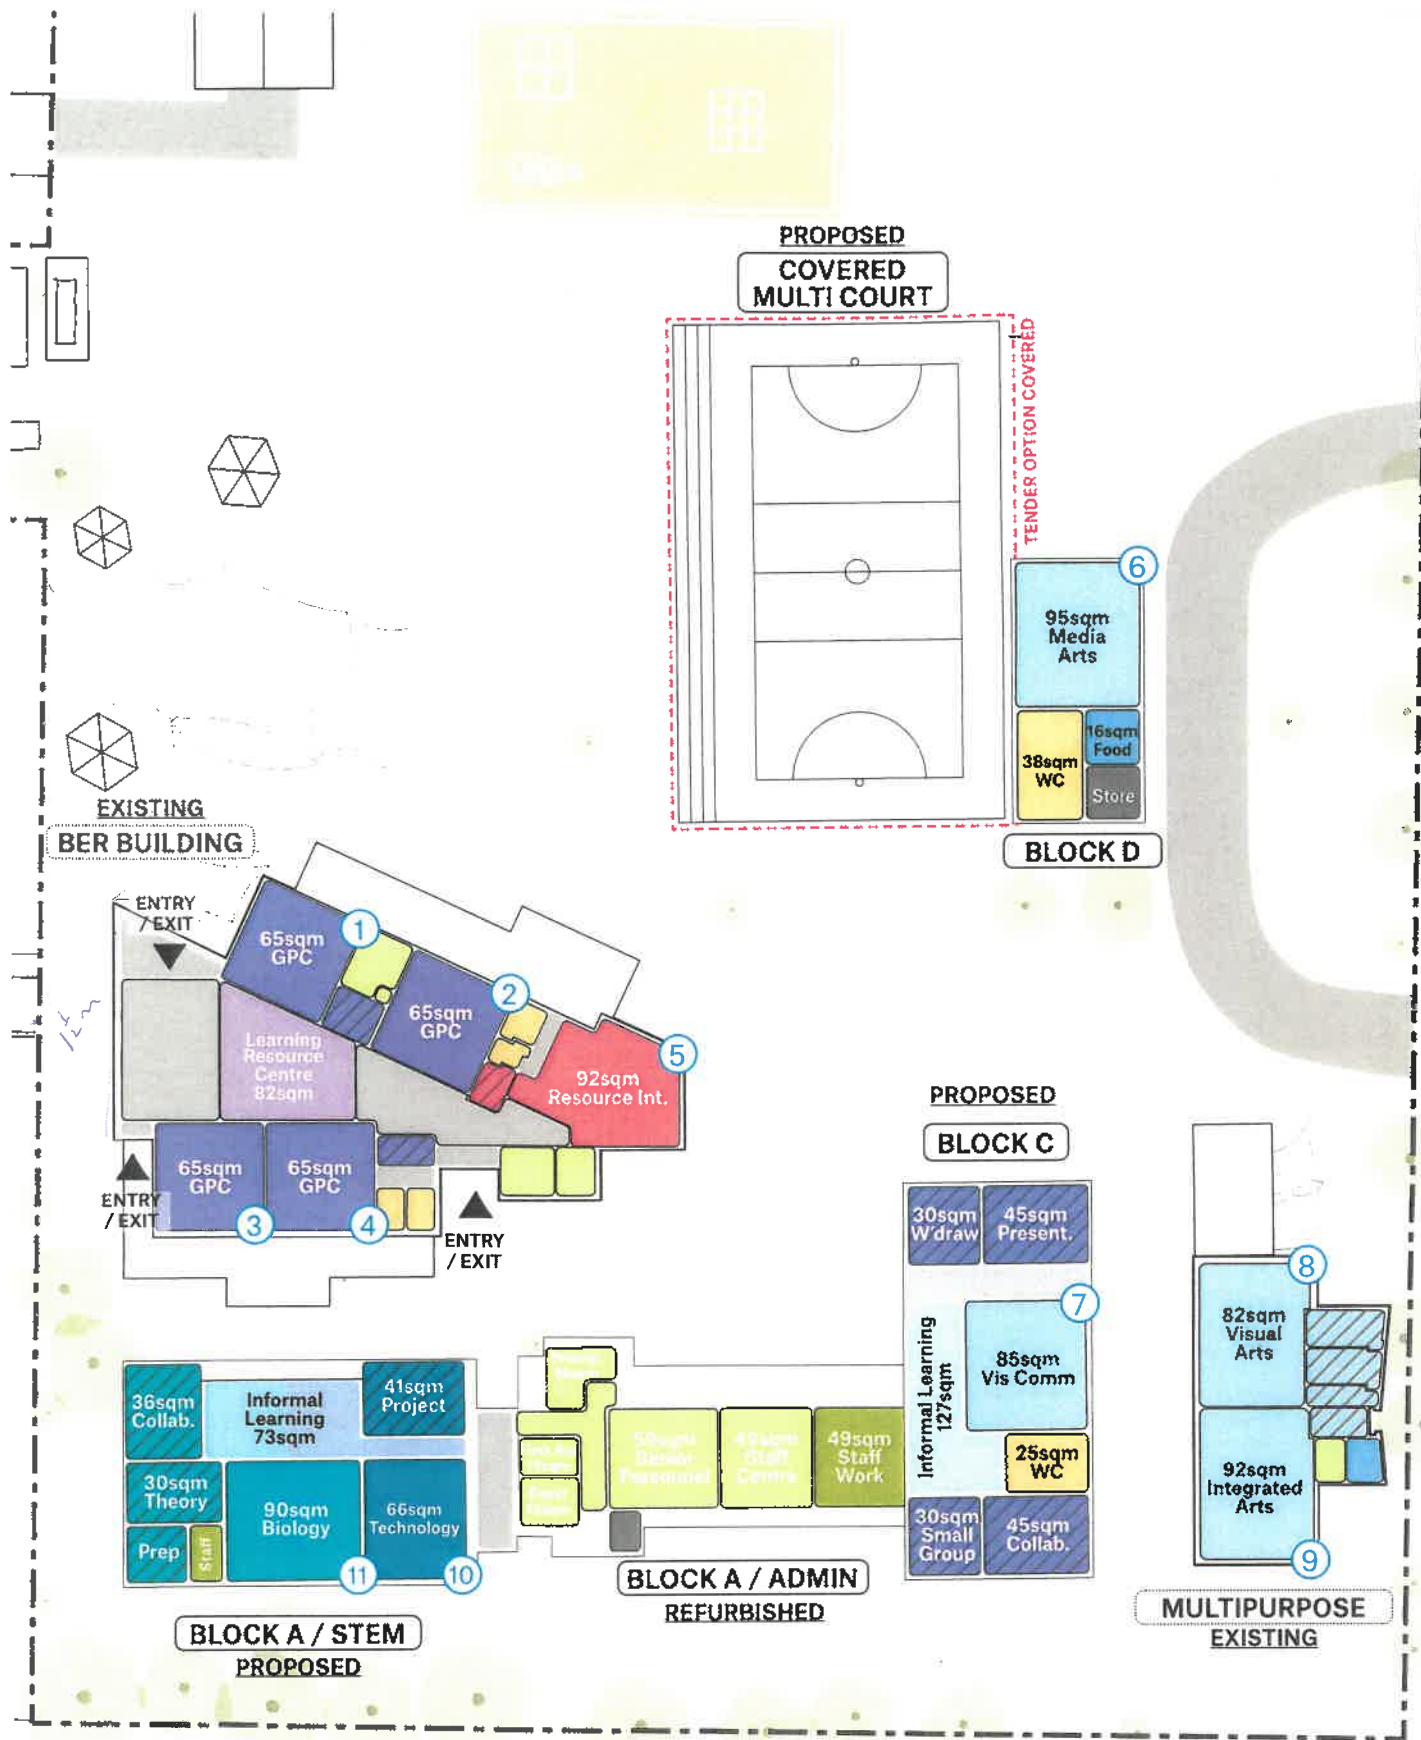 PROPOSED
COVERED
MULTI COURT
TENDER OPTION COVERED
6
95sqm
Media
Arts
38sqm
WC
16sqm
Food
Store
BLOCK D
EXISTING
BER BUILDING
ENTRY
/ EXIT
65sqm
GPC
1
65sqm
GPC
2
Learning
Resource
Centre
82sqm
5
92sqm
Resource Int.
65sqm
GPC
3
65sqm
GPC
4
ENTRY
/ EXIT
ENTRY
/ EXIT
PROPOSED
BLOCK C
30sqm
W'draw
45sqm
Present.
7
Informal Learning
127sqm
85sqm
Vis Comm
25sqm
WC
30sqm
Small
Group
45sqm
Collab.
8
82sqm
Visual
Arts
92sqm
Integrated
Arts
9
MULTIPURPOSE
EXISTING
36sqm
Collab.
Informal
Learning
73sqm
41sqm
Project
30sqm
Theory
Prep
Staff
90sqm
Biology
11
66sqm
Technology
10
BLOCK A / STEM
PROPOSED
Senior
Personnel
Staff
Centre
49sqm
Staff
Work
BLOCK A / ADMIN
REFURBISHED